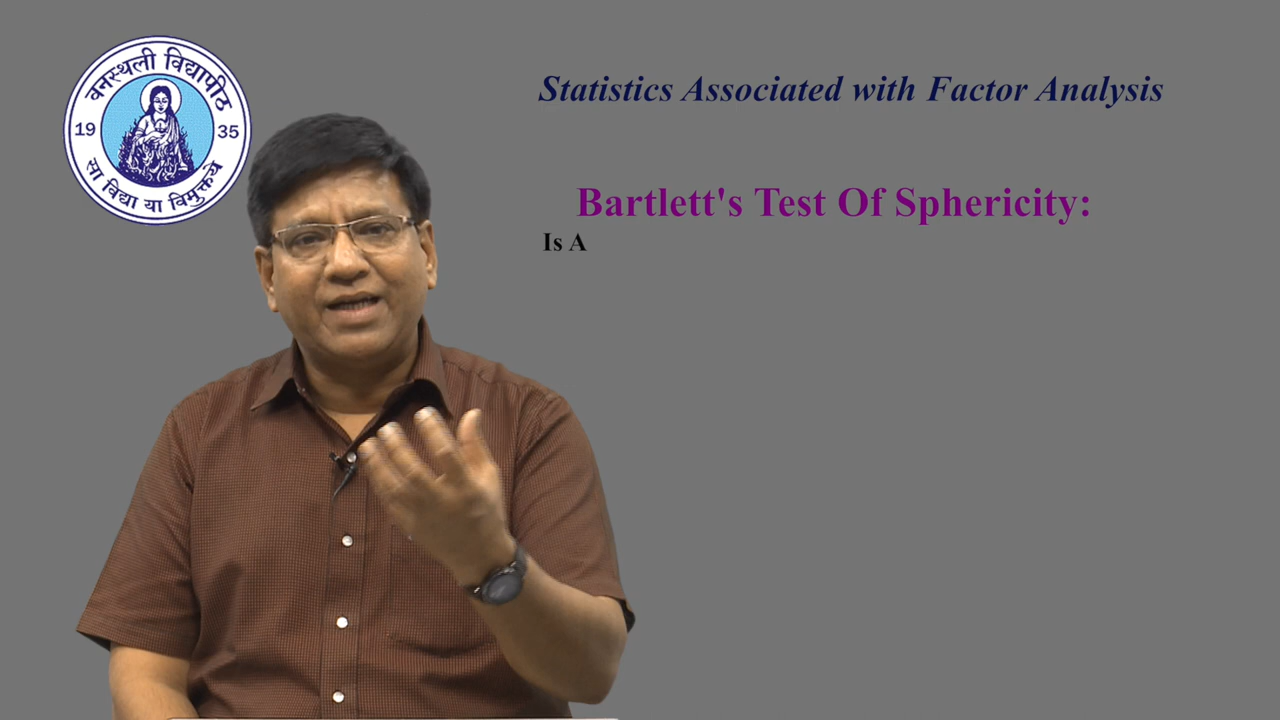 वनस्थली विद्यापीठ
19 35
सा विद्या या विमुक्तये
Statistics Associated with Factor Analysis
Bartlett's Test Of Sphericity:
Is A